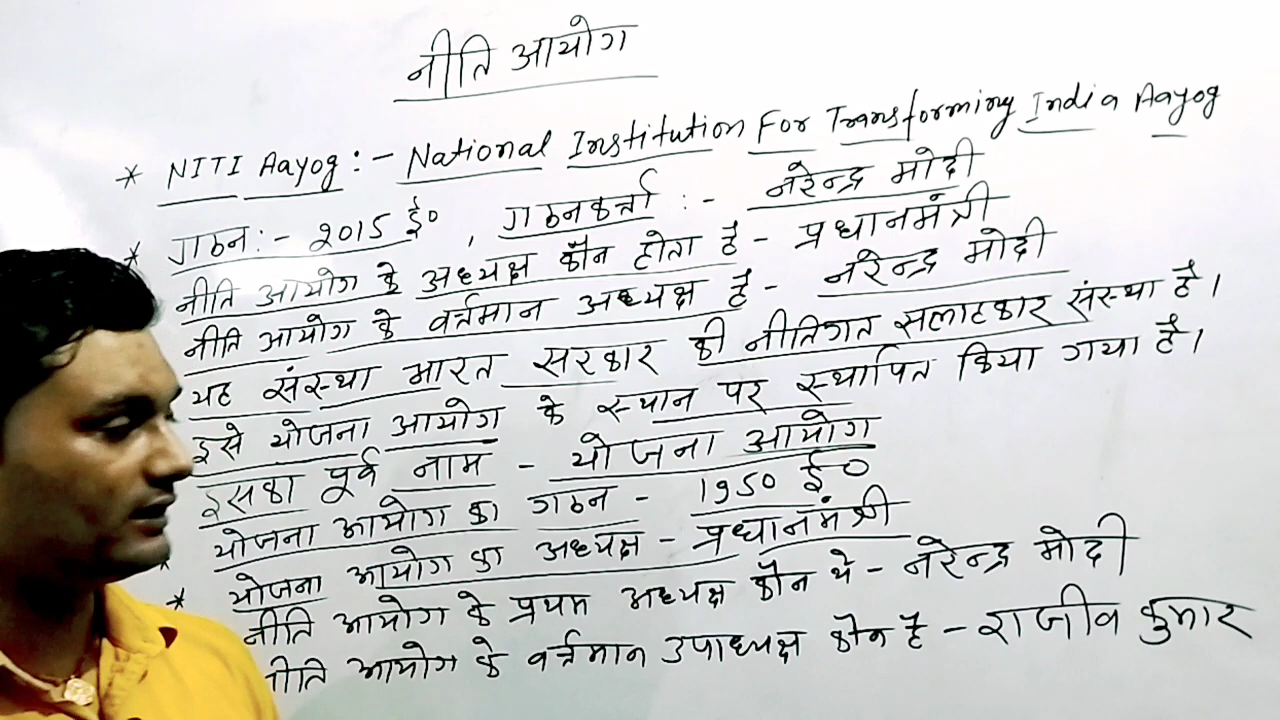 नीति आयोग
* NITI Aayog :- National Institution For Transforming India Aayog
* गठन :- 2015 ई० , गठनकर्त्ता :- नरेन्द्र मोदी
नीति आयोग के अध्यक्ष कौन होता है - प्रधानमंत्री
नीति आयोग के वर्त्तमान अध्यक्ष है - नरेन्द्र मोदी
यह संस्था भारत सरकार की नीतिगत सलाहकार संस्था है।
इसे योजना आयोग के स्थान पर स्थापित किया गया है।
इसका पूर्व नाम - योजना आयोग
योजना आयोग का गठन - 1950 ई०
* योजना आयोग का अध्यक्ष - प्रधानमंत्री
नीति आयोग के प्रथम अध्यक्ष कौन थे - नरेन्द्र मोदी
नीति आयोग के वर्त्तमान उपाध्यक्ष कौन है - राजीव कुमार